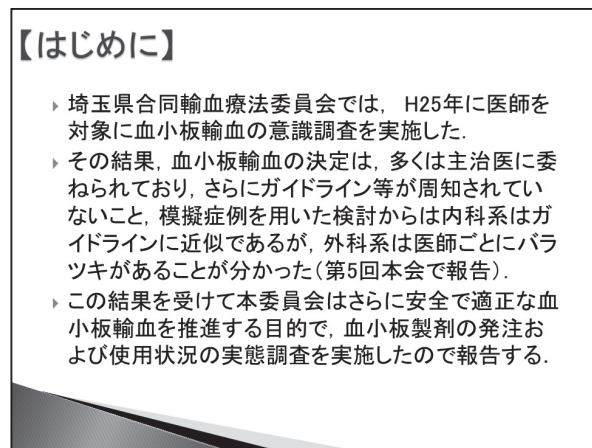 【はじめに】
埼玉県合同輸血療法委員会では， H25年に医師を
対象に血小板輸血の意識調査を実施した．
その結果，血小板輸血の決定は，多くは主治医に委
ねられており，さらにガイドライン等が周知されてい
ないこと，模擬症例を用いた検討からは内科系はガ
イドラインに近似であるが，外科系は医師ごとにバラ
ツキがあることが分かった（第5回本会で報告）．
この結果を受けて本委員会はさらに安全で適正な血
小板輸血を推進する目的で，血小板製剤の発注お
よび使用状況の実態調査を実施したので報告する．